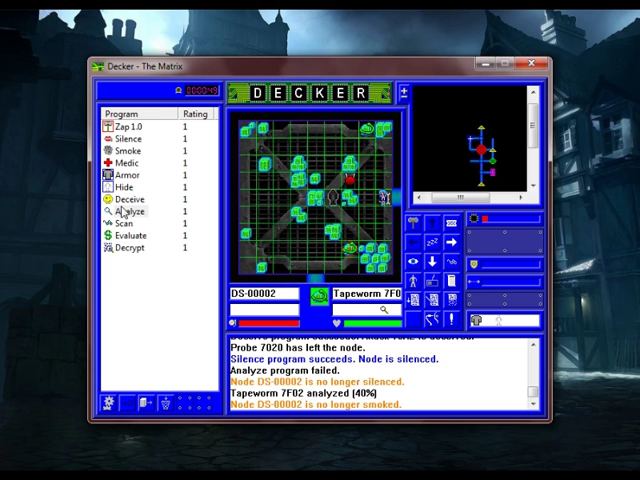 Decker - The Matrix
00000:49
DECKER
Program Rating
Zap 1.0 1
Silence 1
Smoke 1
Medic 1
Armor 1
Hide 1
Deceive 1
Analyze 1
Scan 1
Evaluate 1
Decrypt 1
DS-00002
Tapeworm 7F0
Probe 7020 has left the node.
Silence program succeeds. Node is silenced.
Analyze program failed.
Node DS-00002 is no longer silenced.
Tapeworm 7F02 analyzed (40%)
Node DS-00002 is no longer smoked.